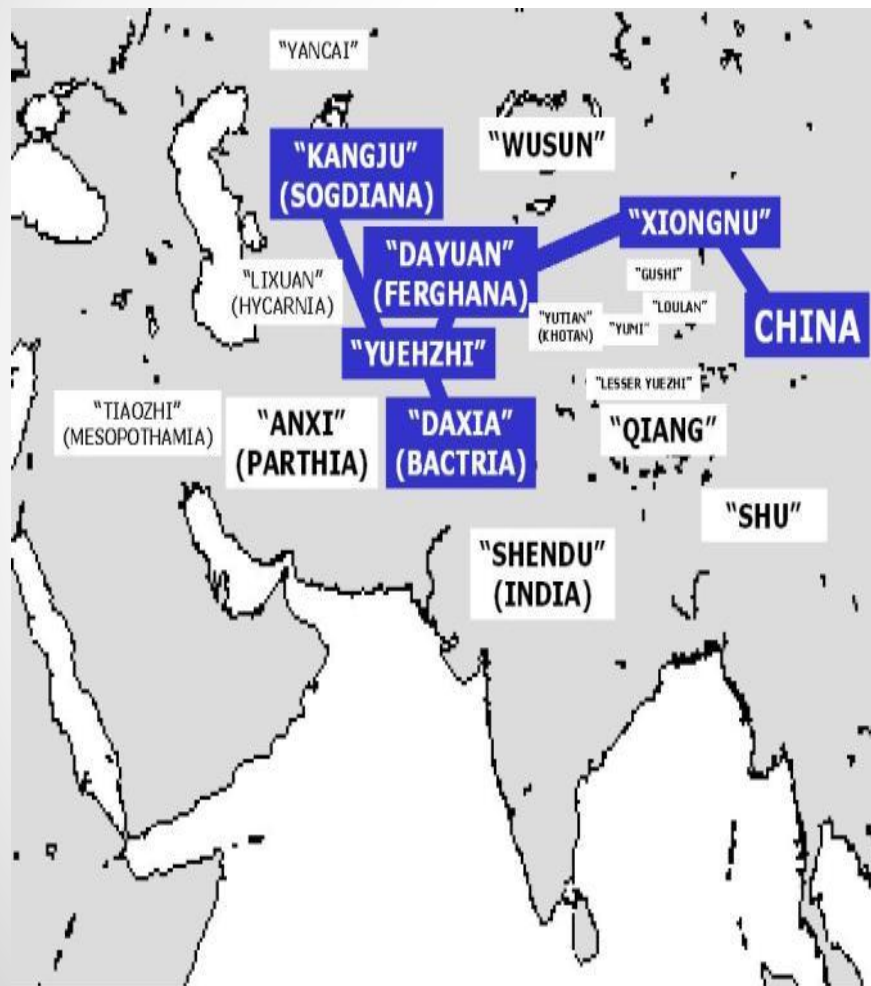 “YANCAI”
“KANGJU”
(SOGDIANA)
“WUSUN”
“XIONGNU”
“DAYUAN”
(FERGHANA)
“LIXUAN”
(HYCARNIA)
“GUSHI”
“LOULAN”
“YUTIAN”
(KHOTAN)
“YUMI”
CHINA
“YUEHZHI”
“LESSER YUEZHI”
“TIAOZHI”
(MESOPOTHAMIA)
“ANXI”
(PARTHIA)
“DAXIA”
(BACTRIA)
“QIANG”
“SHU”
“SHENDU”
(INDIA)